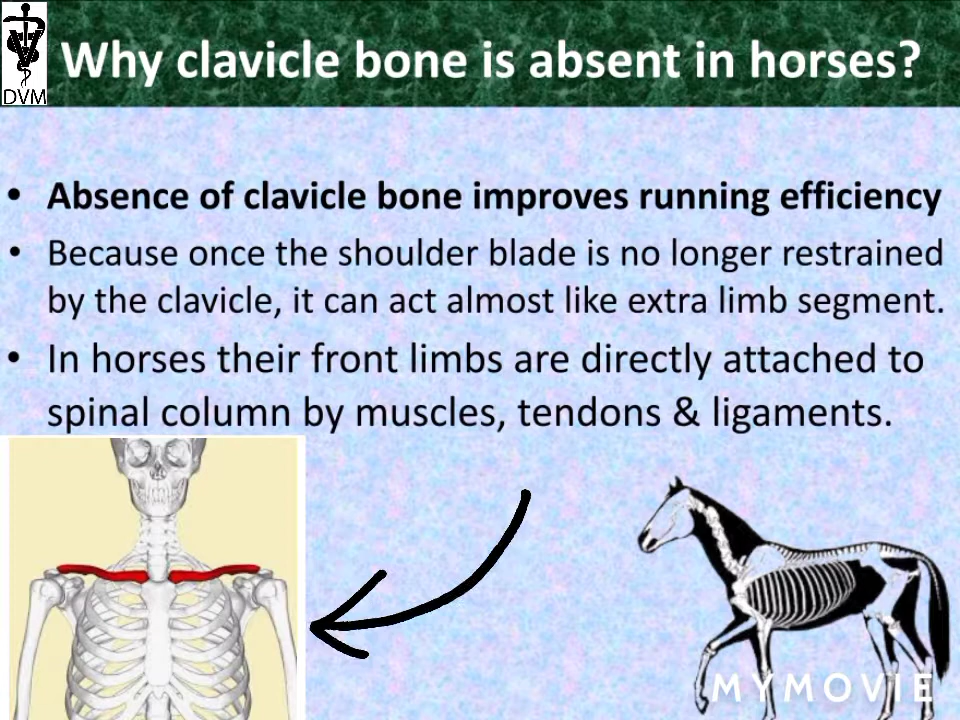 DVM
Why clavicle bone is absent in horses?
• Absence of clavicle bone improves running efficiency
• Because once the shoulder blade is no longer restrained
by the clavicle, it can act almost like extra limb segment.
• In horses their front limbs are directly attached to
spinal column by muscles, tendons & ligaments.
MYMOVIE